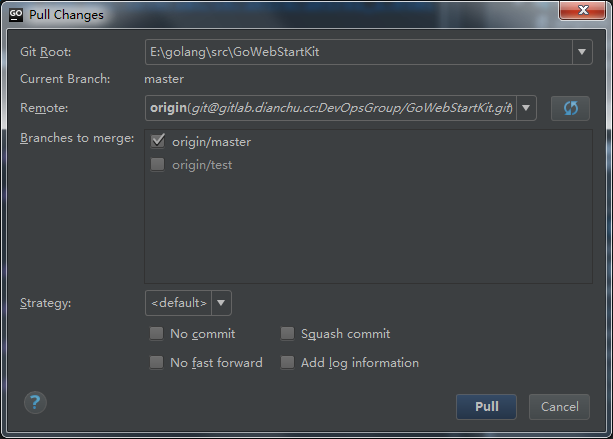 GO Pull Changes
Git Root: E:\golang\src\GoWebStartKit
Current Branch: master
Remote: origin(git@gitlab.dianchu.cc:DevOpsGroup/GoWebStartKit.git)
Branches to merge: origin/master
origin/test
Strategy: <default>
No commit Squash commit
No fast forward Add log information
? Pull Cancel